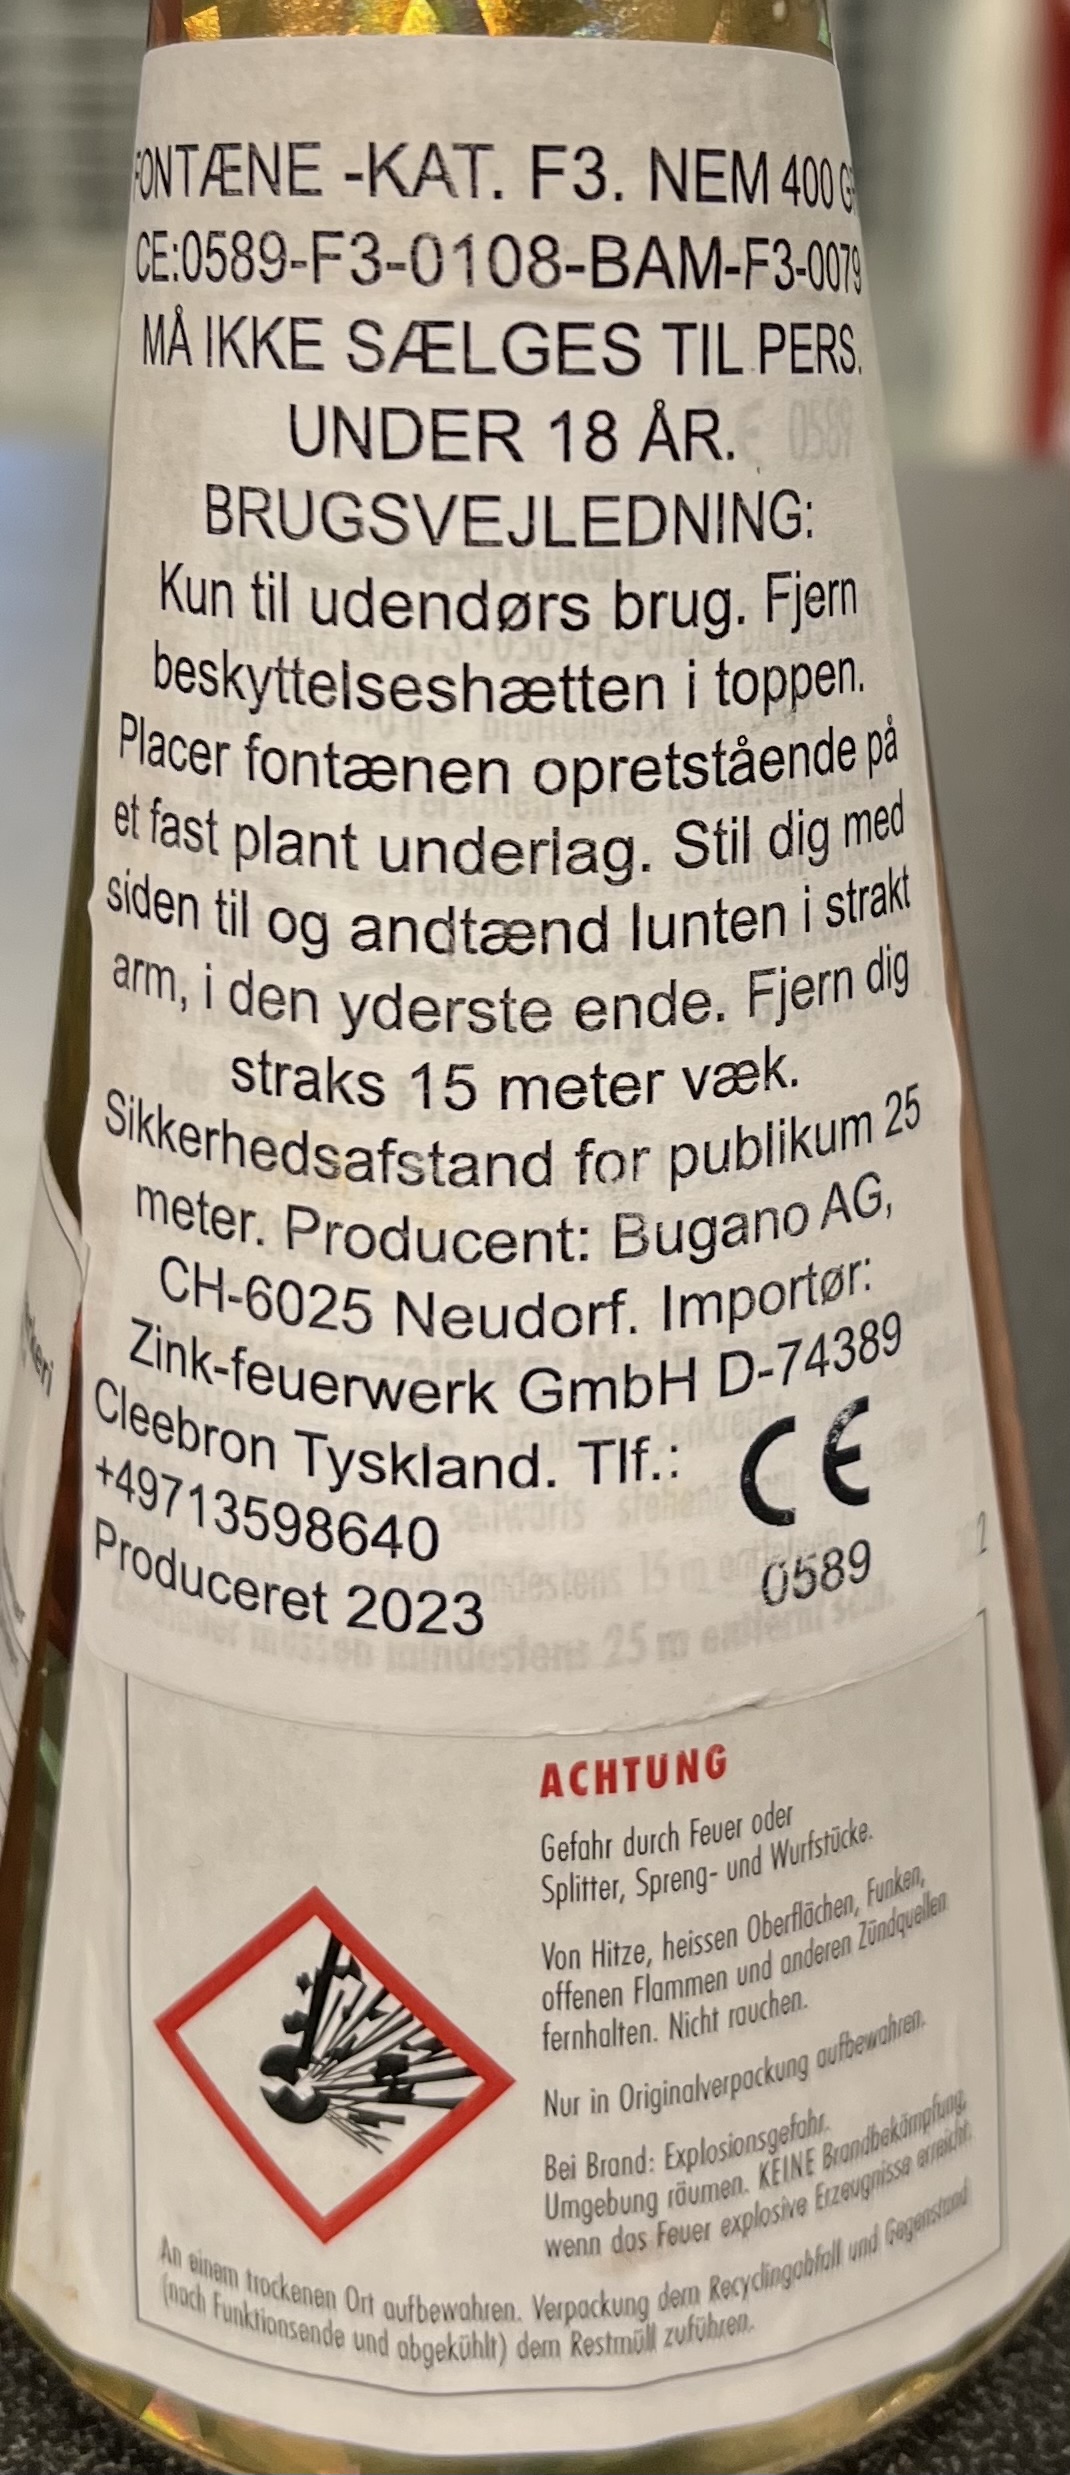 FONTÆNE -KAT. F3. NEM 400 G
CE:0589-F3-0108-BAM-F3-0079
MÅ IKKE SÆLGES TIL PERS.
UNDER 18 ÅR.
BRUGSVEJLEDNING:
Kun til udendørs brug. Fjern
beskyttelseshætten i toppen.
Placer fontænen opretstående på
et fast plant underlag. Stil dig med
siden til og andtænd lunten i strakt
arm, i den yderste ende. Fjern dig
straks 15 meter væk.
Sikkerhedsafstand for publikum 25
meter. Producent: Bugano AG,
CH-6025 Neudorf. Importør:
Zink-feuerwerk GmbH D-74389
Cleebron Tyskland. Tlf.:
+49713598640
Produceret 2023
CE
0589
ACHTUNG
Gefahr durch Feuer oder
Splitter, Spreng- und Wurfstücke.
Von Hitze, heissen Oberflächen, Funken,
offenen Flammen und anderen Zündquellen
fernhalten. Nicht rauchen.
Nur in Originalverpackung aufbewahren.
Bei Brand: Explosionsgefahr.
Umgebung räumen. KEINE Brandbekämpfung,
wenn das Feuer explosive Erzeugnisse erreicht.
An einem trockenen Ort aufbewahren. Verpackung dem Recyclingabfall und Gegenstand
(nach Funktionsende und abgekühlt) dem Restmüll zuführen.